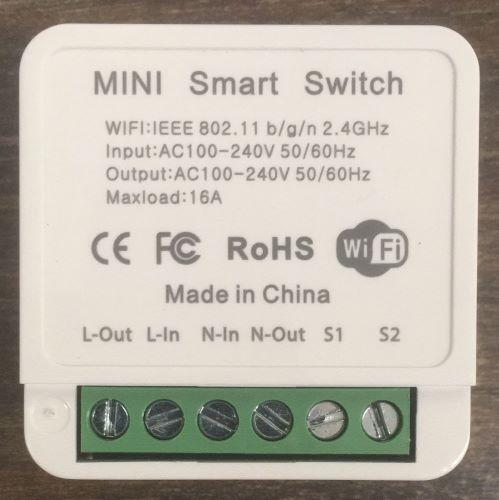 MINI Smart Switch
WIFI:IEEE 802.11 b/g/n 2.4GHz
Input:AC100-240V 50/60Hz
Output:AC100-240V 50/60Hz
Maxload:16A
CE FC RoHS WiFi
Made in China
L-Out L-In N-In N-Out S1 S2